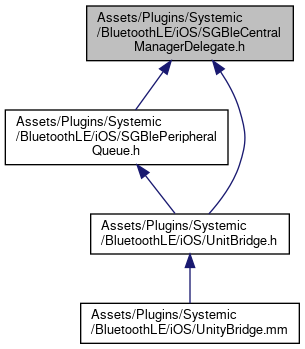 Assets/Plugins/Systemic
/BluetoothLE/iOS/SGBleCentral
ManagerDelegate.h
Assets/Plugins/Systemic
/BluetoothLE/iOS/SGBlePeripheral
Queue.h
Assets/Plugins/Systemic
/BluetoothLE/iOS/UnitBridge.h
Assets/Plugins/Systemic
/BluetoothLE/iOS/UnityBridge.mm